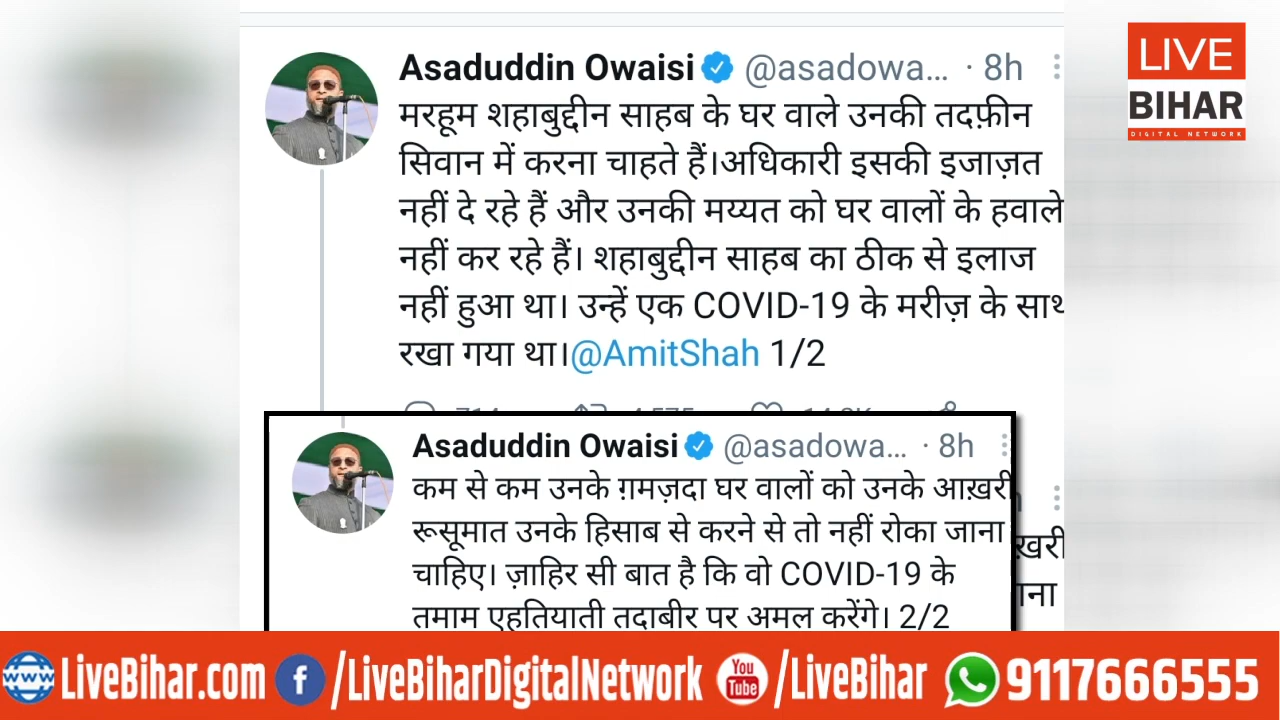 Asaduddin Owaisi @asadowa... · 8h
मरहूम शहाबुद्दीन साहब के घर वाले उनकी तदफ़ीन
सिवान में करना चाहते हैं।अधिकारी इसकी इजाज़त
नहीं दे रहे हैं और उनकी मय्यत को घर वालों के हवाले
नहीं कर रहे हैं। शहाबुद्दीन साहब का ठीक से इलाज
नहीं हुआ था। उन्हें एक COVID-19 के मरीज़ के साथ
रखा गया था।@AmitShah 1/2
Asaduddin Owaisi @asadowa... · 8h
कम से कम उनके ग़मज़दा घर वालों को उनके आख़री
रूसूमात उनके हिसाब से करने से तो नहीं रोका जाना
चाहिए। ज़ाहिर सी बात है कि वो COVID-19 के
तमाम एहतियाती तदाबीर पर अमल करेंगे। 2/2
LIVE
BIHAR
DIGITAL NETWORK
www LiveBihar.com f /LiveBiharDigitalNetwork You Tube /LiveBihar 9117666555